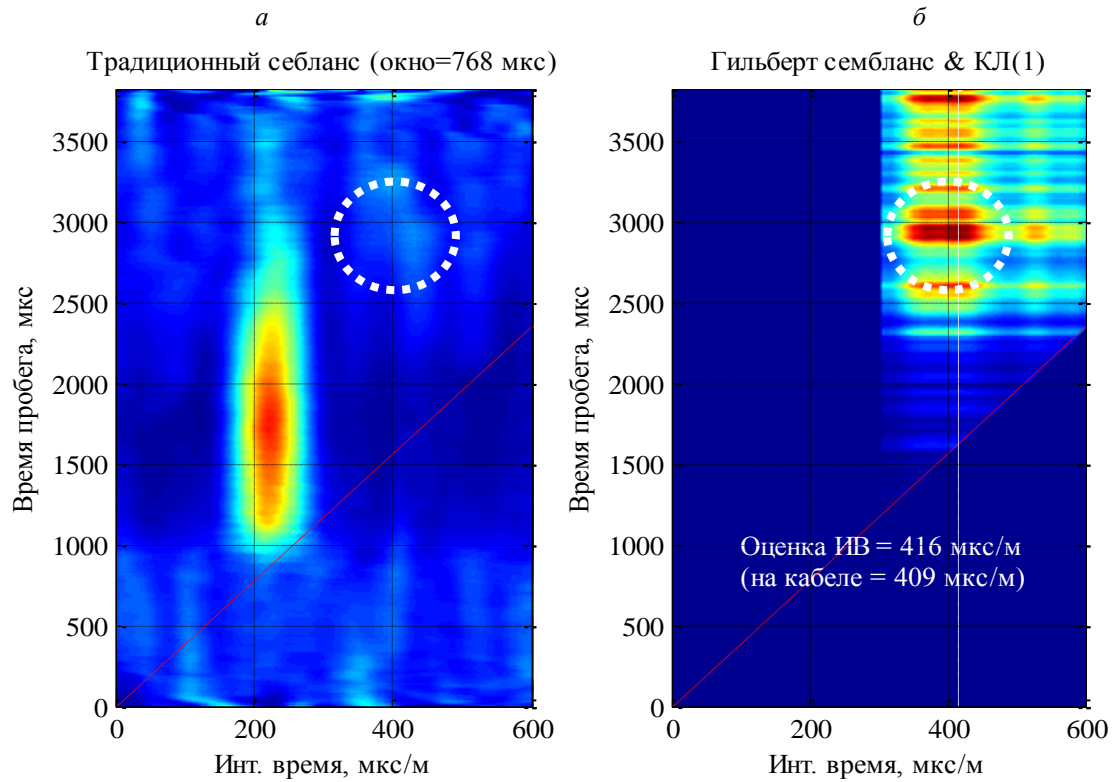 а
б
Традиционный себланс (окно=768 мкс)
Гильберт сембланс & КЛ(1)
Время пробега, мкс
3500
3000
2500
2000
1500
1000
500
0
0
200
400
600
Инт. время, мкс/м
Время пробега, мкс
3500
3000
2500
2000
1500
1000
500
0
Оценка ИВ = 416 мкс/м
(на кабеле = 409 мкс/м)
0
200
400
600
Инт. время, мкс/м